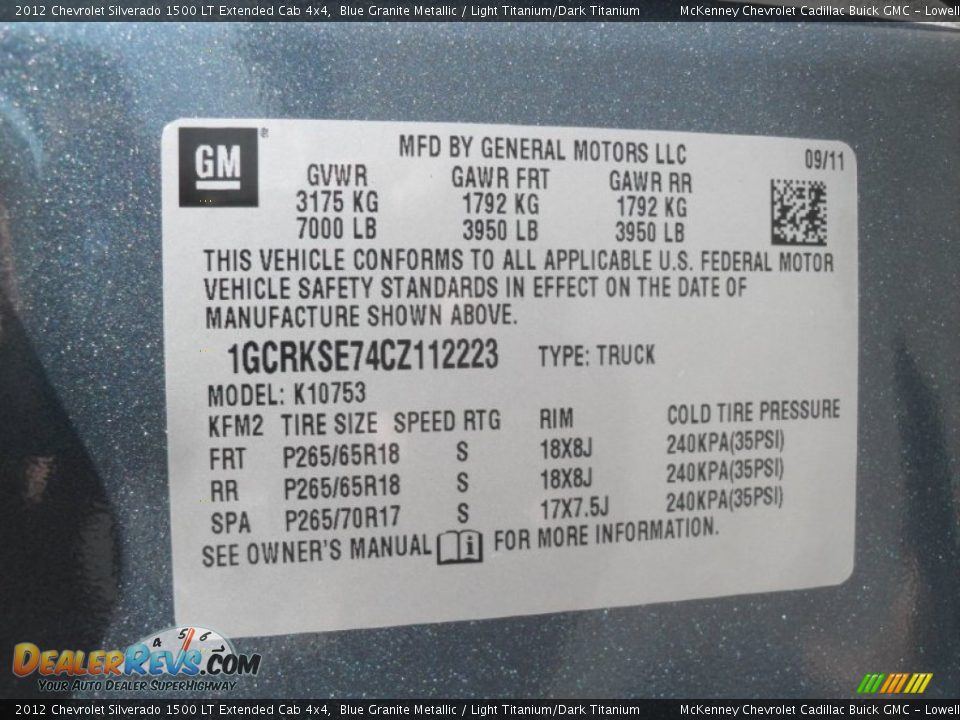 2012 Chevrolet Silverado 1500 LT Extended Cab 4x4, Blue Granite Metallic / Light Titanium/Dark Titanium McKenney Chevrolet Cadillac Buick GMC - Lowell
GM ®
MFD BY GENERAL MOTORS LLC 09/11
GVWR GAWR FRT GAWR RR
3175 KG 1792 KG 1792 KG
7000 LB 3950 LB 3950 LB
THIS VEHICLE CONFORMS TO ALL APPLICABLE U.S. FEDERAL MOTOR
VEHICLE SAFETY STANDARDS IN EFFECT ON THE DATE OF
MANUFACTURE SHOWN ABOVE.
1GCRKSE74CZ112223 TYPE: TRUCK
MODEL: K10753
KFM2 TIRE SIZE SPEED RTG RIM COLD TIRE PRESSURE
FRT P265/65R18 S 18X8J 240KPA(35PSI)
RR P265/65R18 S 18X8J 240KPA(35PSI)
SPA P265/70R17 S 17X7.5J 240KPA(35PSI)
SEE OWNER'S MANUAL i FOR MORE INFORMATION.
4 5 6
DealerRevs.com
Your Auto Dealer SuperHighway
2012 Chevrolet Silverado 1500 LT Extended Cab 4x4, Blue Granite Metallic / Light Titanium/Dark Titanium McKenney Chevrolet Cadillac Buick GMC - Lowell